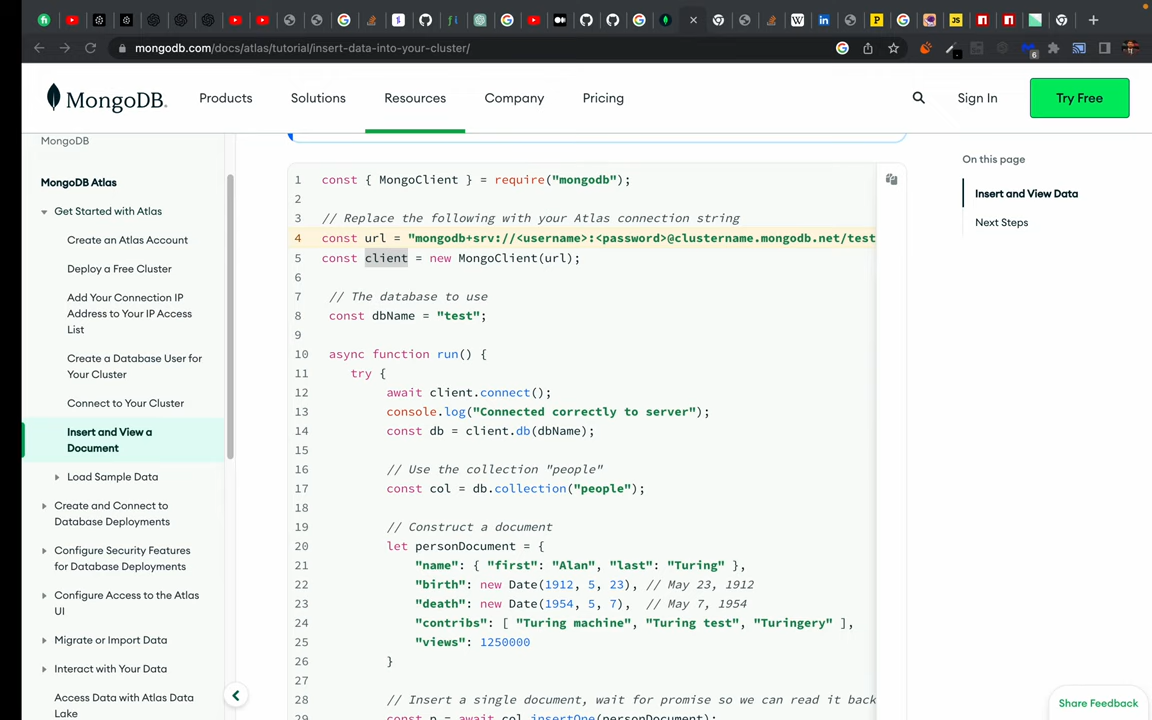 mongodb.com/docs/atlas/tutorial/insert-data-into-your-cluster/
6
MongoDB.
Products
Solutions
Resources
Company
Pricing
Sign In
Try Free
MongoDB
MongoDB Atlas
Get Started with Atlas
Create an Atlas Account
Deploy a Free Cluster
Add Your Connection IP
Address to Your IP Access
List
Create a Database User for
Your Cluster
Connect to Your Cluster
Insert and View a
Document
Load Sample Data
Create and Connect to
Database Deployments
Configure Security Features
for Database Deployments
Configure Access to the Atlas
UI
Migrate or Import Data
Interact with Your Data
Access Data with Atlas Data
Lake
1 const { MongoClient } = require("mongodb");
2
3 // Replace the following with your Atlas connection string
4 const url = "mongodb+srv://<username>:<password>@clustername.mongodb.net/test
5 const client = new MongoClient(url);
6
7 // The database to use
8 const dbName = "test";
9
10 async function run() {
11 try {
12 await client.connect();
13 console.log("Connected correctly to server");
14 const db = client.db(dbName);
15
16 // Use the collection "people"
17 const col = db.collection("people");
18
19 // Construct a document
20 let personDocument = {
21 "name": { "first": "Alan", "last": "Turing" },
22 "birth": new Date(1912, 5, 23), // May 23, 1912
23 "death": new Date(1954, 5, 7), // May 7, 1954
24 "contribs": [ "Turing machine", "Turing test", "Turingery" ],
25 "views": 1250000
26 }
27
28 // Insert a single document, wait for promise so we can read it back
29 const p = await col.insertOne(personDocument);
On this page
Insert and View Data
Next Steps
Share Feedback